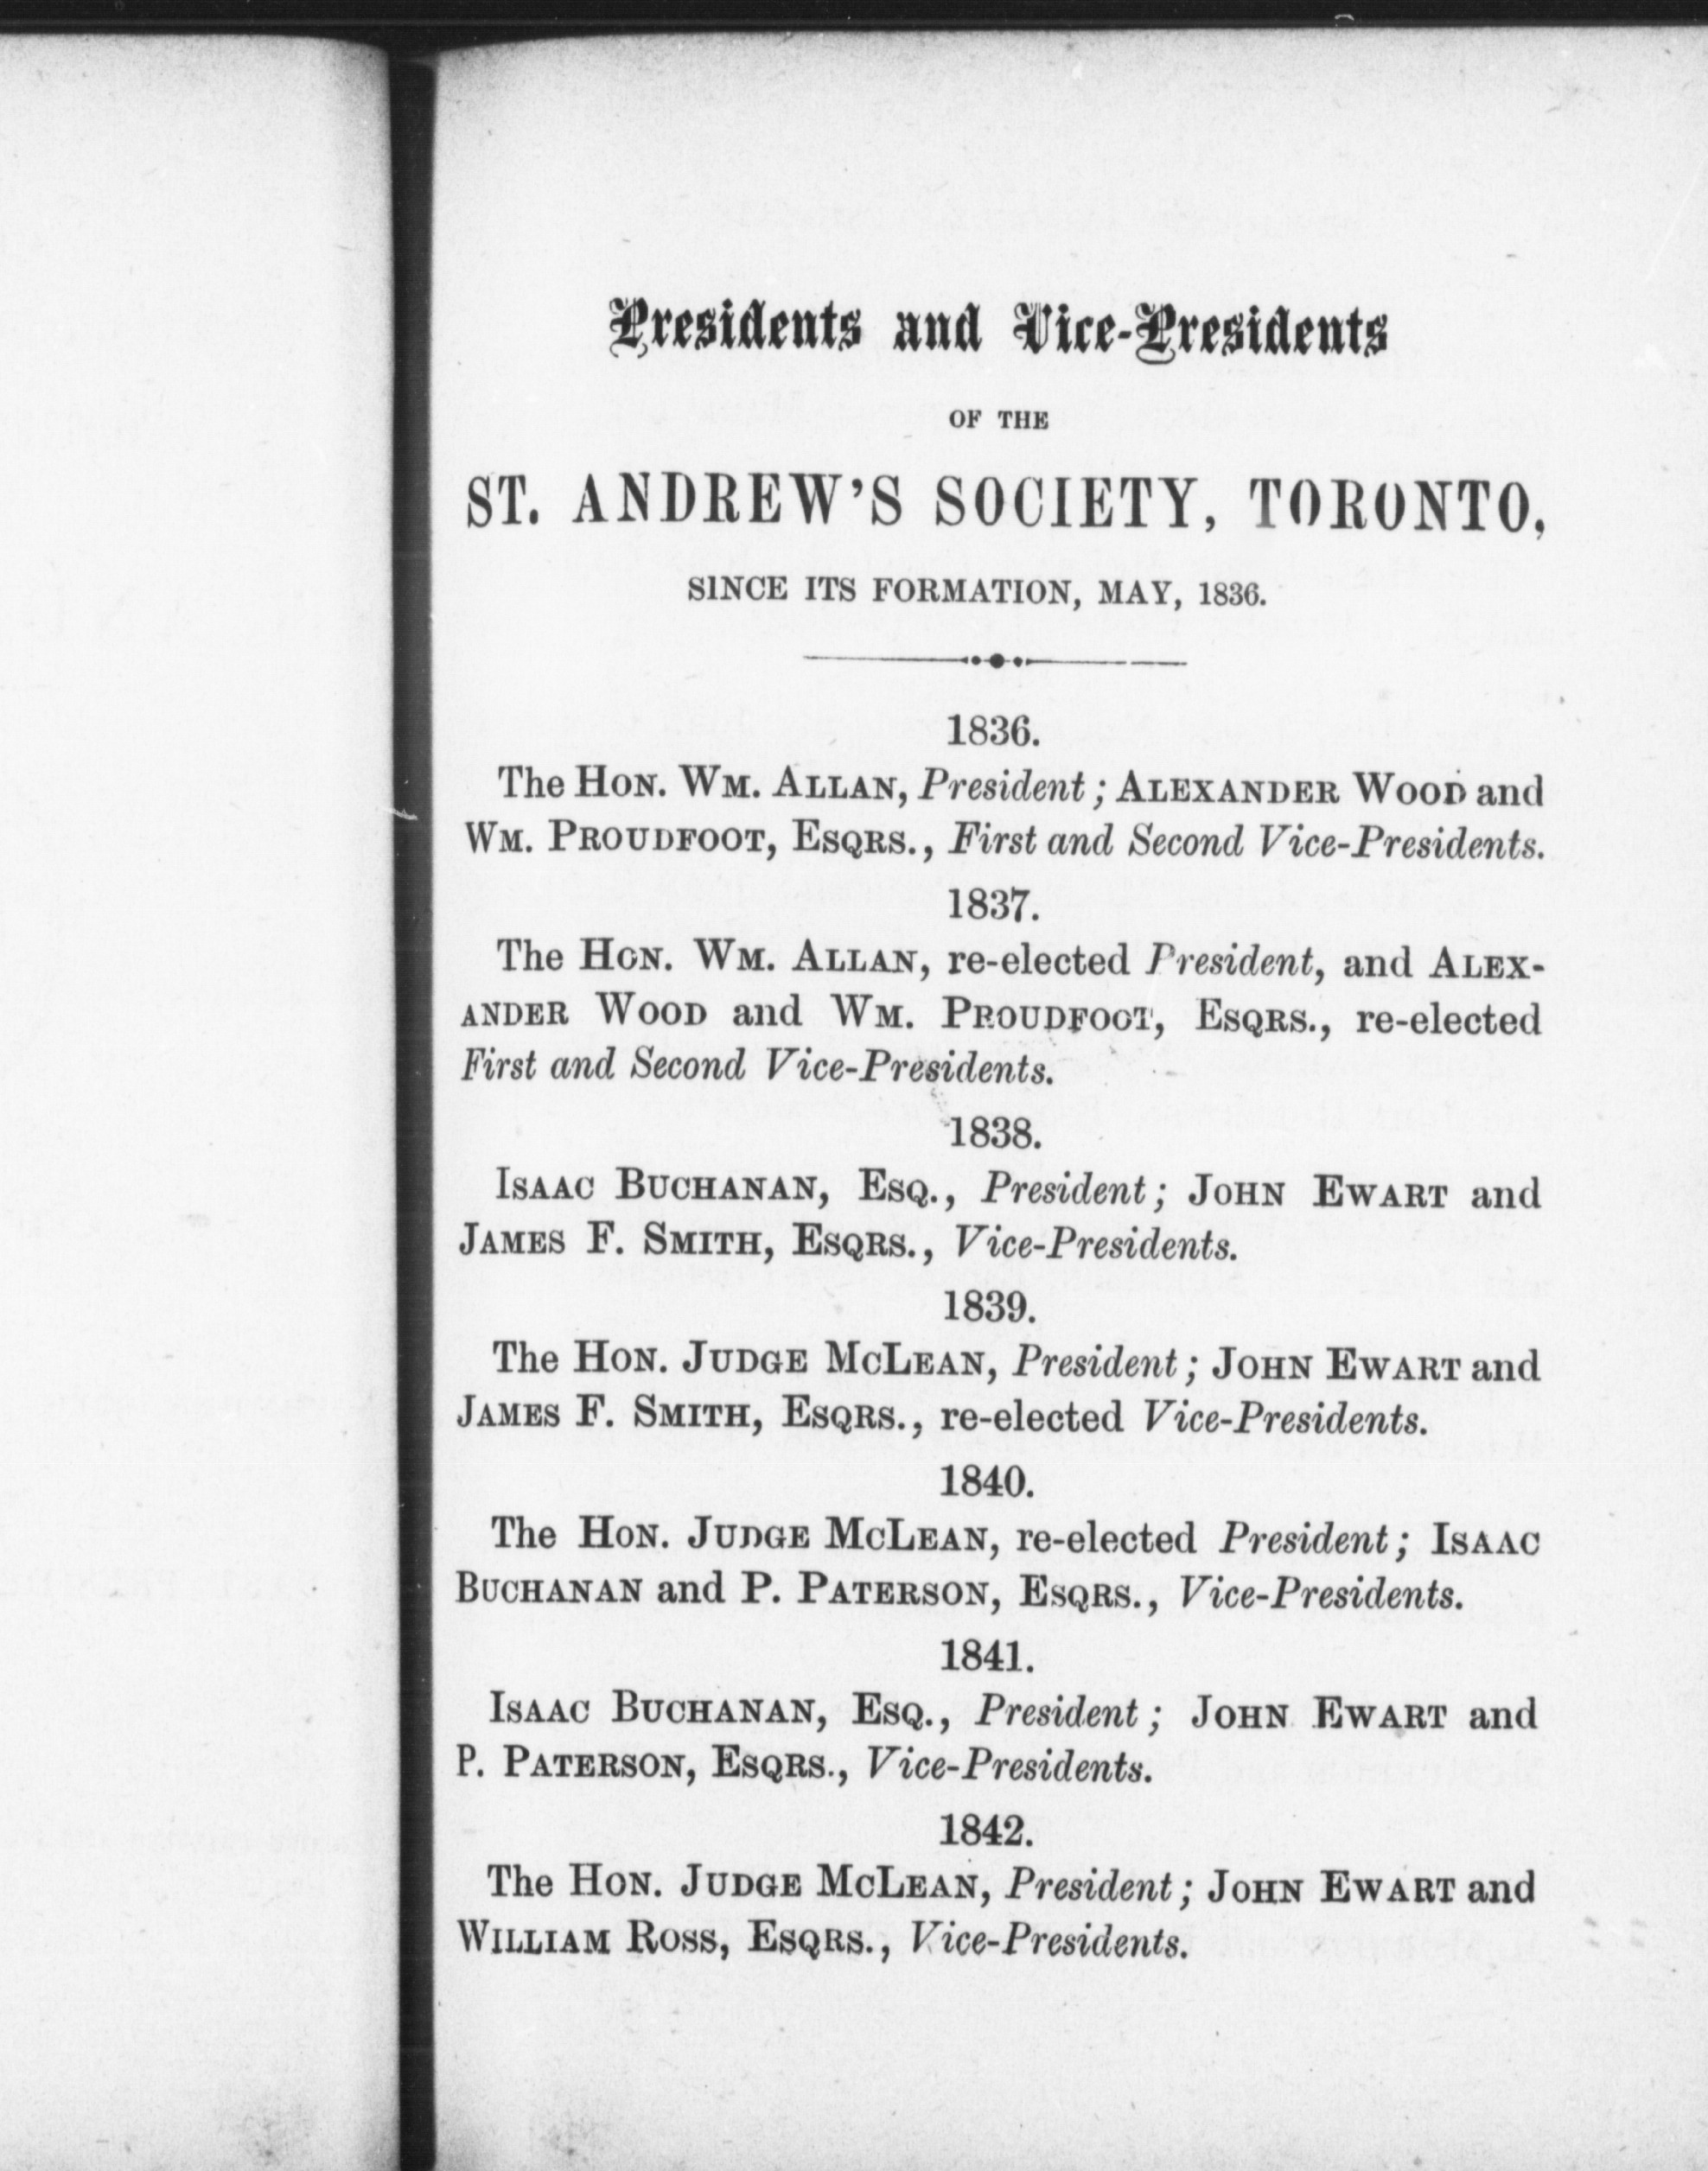 Presidents and Vice-Presidents
OF THE
ST. ANDREW'S SOCIETY, TORONTO,
SINCE ITS FORMATION, MAY, 1836.
1836.
The HON. WM. ALLAN, President; ALEXANDER WOOD and
WM. PROUDFOOT, ESQRS., First and Second Vice-Presidents.
1837.
The HON. WM. ALLAN, re-elected President, and ALEX-
ANDER WOOD and WM. PROUDFOOT, ESQRS., re-elected
First and Second Vice-Presidents.
1838.
ISAAC BUCHANAN, ESQ., President; JOHN EWART and
JAMES F. SMITH, ESQRS., Vice-Presidents.
1839.
The HON. JUDGE MCLEAN, President; JOHN EWART and
JAMES F. SMITH, ESQRS., re-elected Vice-Presidents.
1840.
The HON. JUDGE MCLEAN, re-elected President; ISAAC
BUCHANAN and P. PATERSON, ESQRS., Vice-Presidents.
1841.
ISAAC BUCHANAN, ESQ., President; JOHN EWART and
P. PATERSON, ESQRS., Vice-Presidents.
1842.
The HON. JUDGE MCLEAN, President; JOHN EWART and
WILLIAM ROSS, ESQRS., Vice-Presidents.